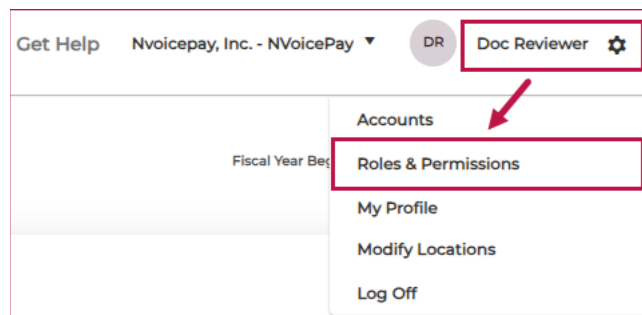 Get Help Nvoicepay, Inc. - NVoicePay DR Doc Reviewer
Accounts
Fiscal Year Beg Roles & Permissions
My Profile
Modify Locations
Log Off